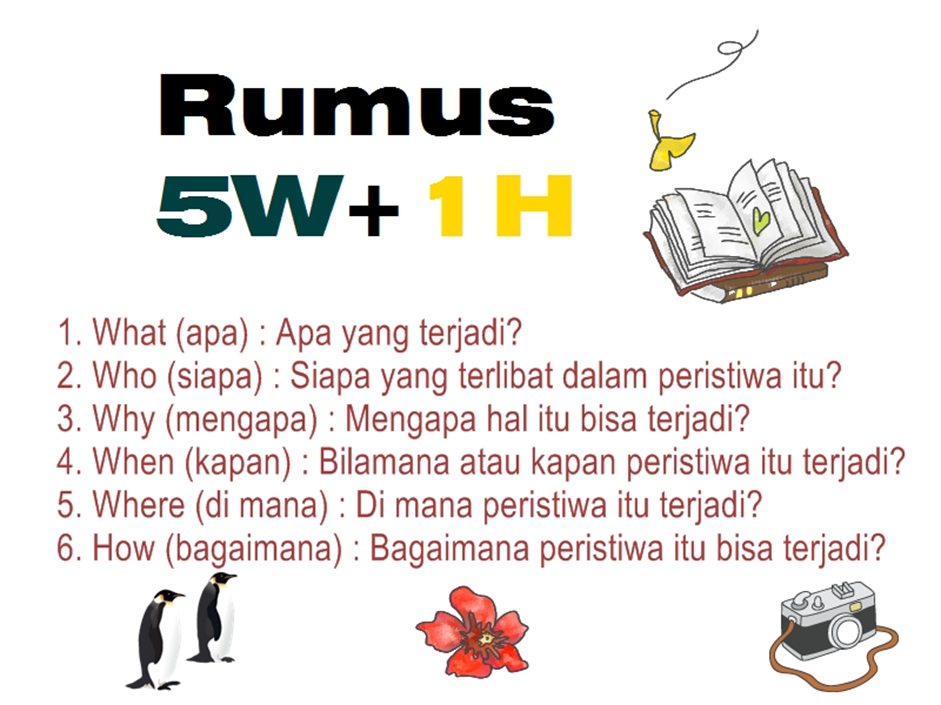 Rumus
5W+ 1 H
1. What (apa) : Apa yang terjadi?
2. Who (siapa) : Siapa yang terlibat dalam peristiwa itu?
3. Why (mengapa) : Mengapa hal itu bisa terjadi?
4. When (kapan) : Bilamana atau kapan peristiwa itu terjadi?
5. Where (di mana) : Di mana peristiwa itu terjadi?
6. How (bagaimana) : Bagaimana peristiwa itu bisa terjadi?